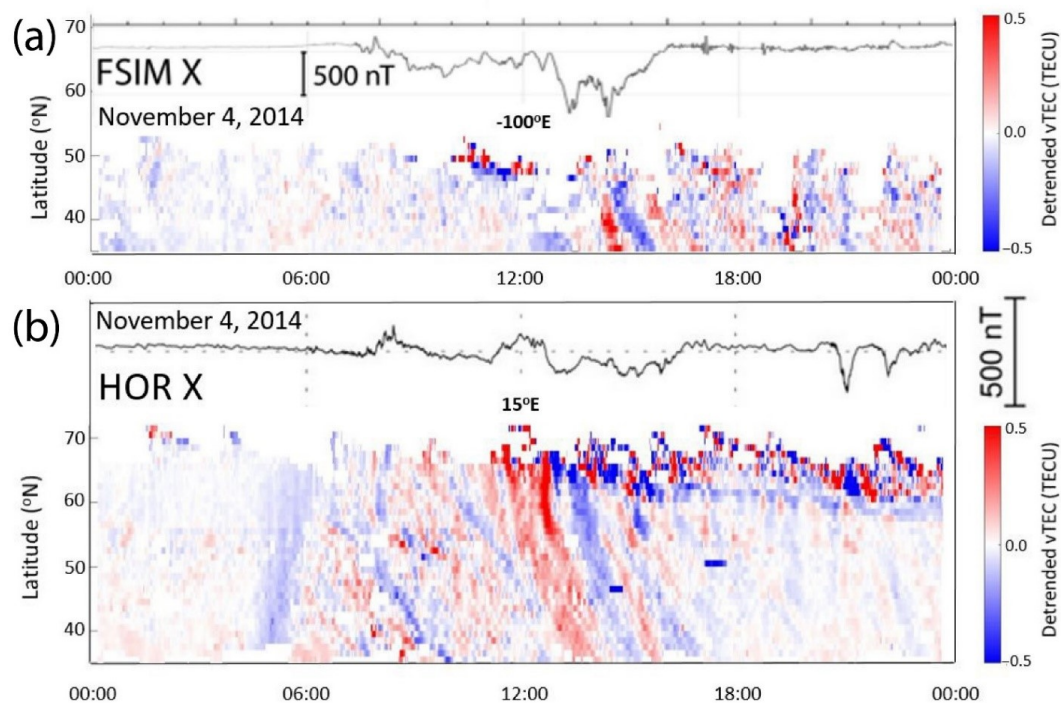 (a)
70
60
50
40
Latitude (°N)
FSIM X
500 nT
November 4, 2014
-100°E
00:00 06:00 12:00 18:00 00:00
0.5
0.0
−0.5
Detrended vTEC (TECU)
(b)
November 4, 2014
HOR X
15°E
500 nT
70
60
50
40
Latitude (°N)
00:00 06:00 12:00 18:00 00:00
0.5
0.0
−0.5
Detrended vTEC (TECU)